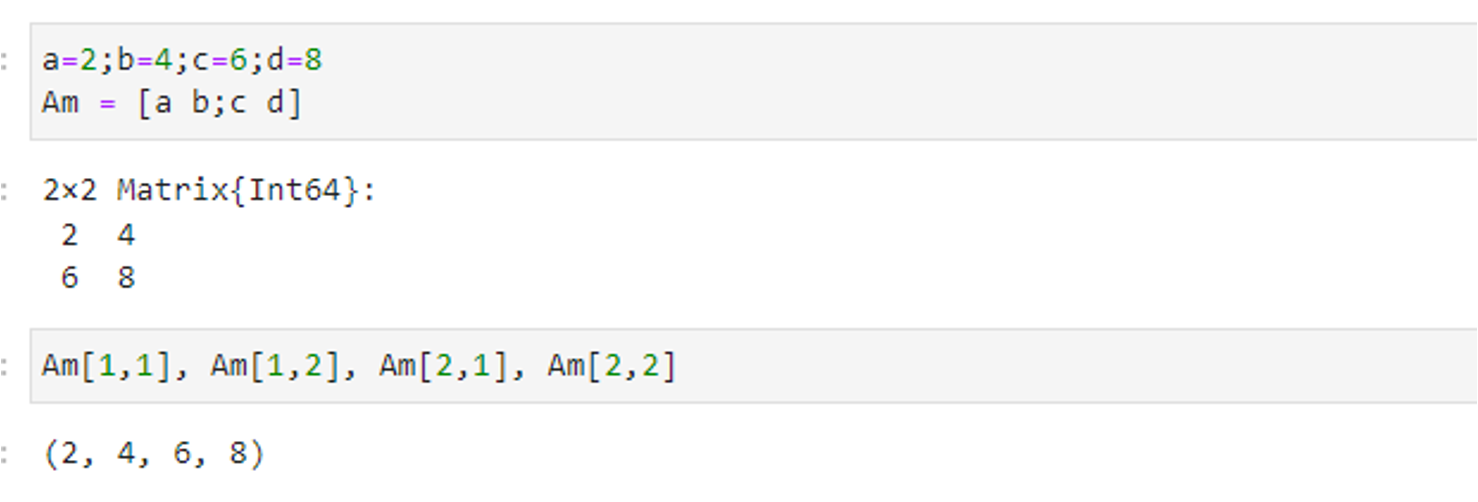 a=2;b=4;c=6;d=8
Am = [a b;c d]
2×2 Matrix{Int64}:
2 4
6 8
Am[1,1], Am[1,2], Am[2,1], Am[2,2]
(2, 4, 6, 8)